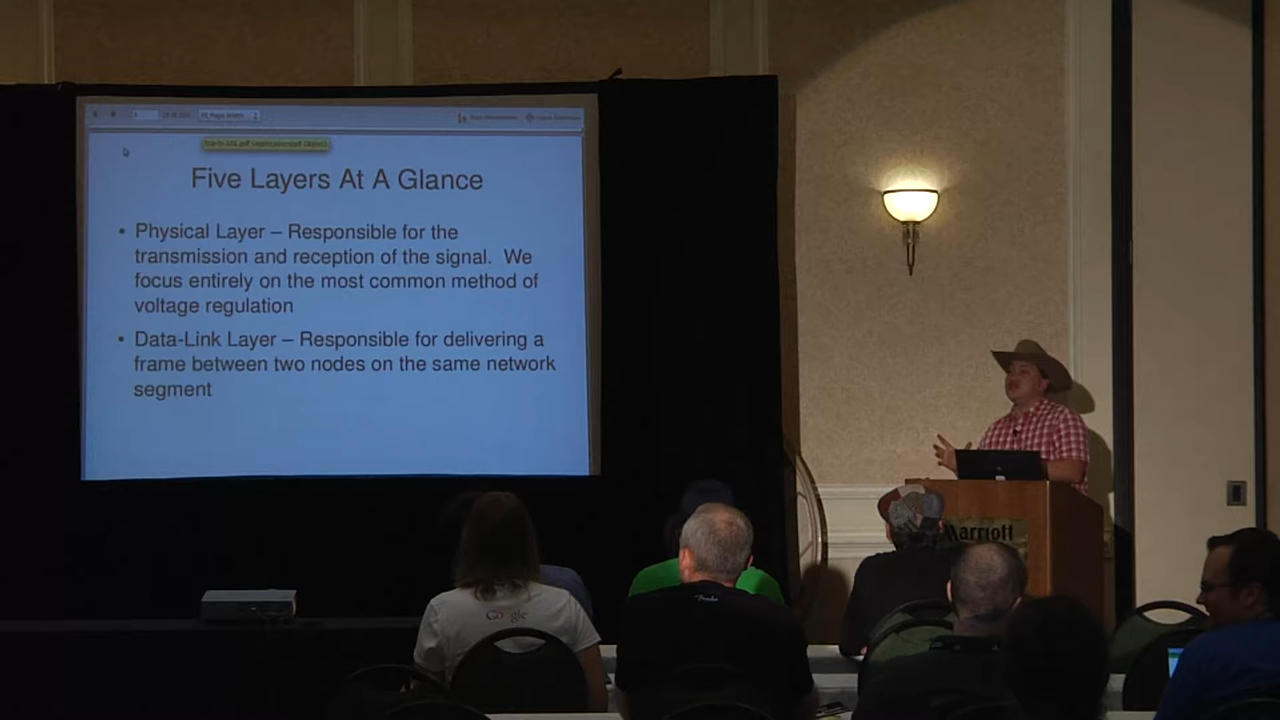 Five Layers At A Glance
• Physical Layer – Responsible for the
transmission and reception of the signal. We
focus entirely on the most common method of
voltage regulation
• Data-Link Layer – Responsible for delivering a
frame between two nodes on the same network
segment
Marriott
Google
Fender